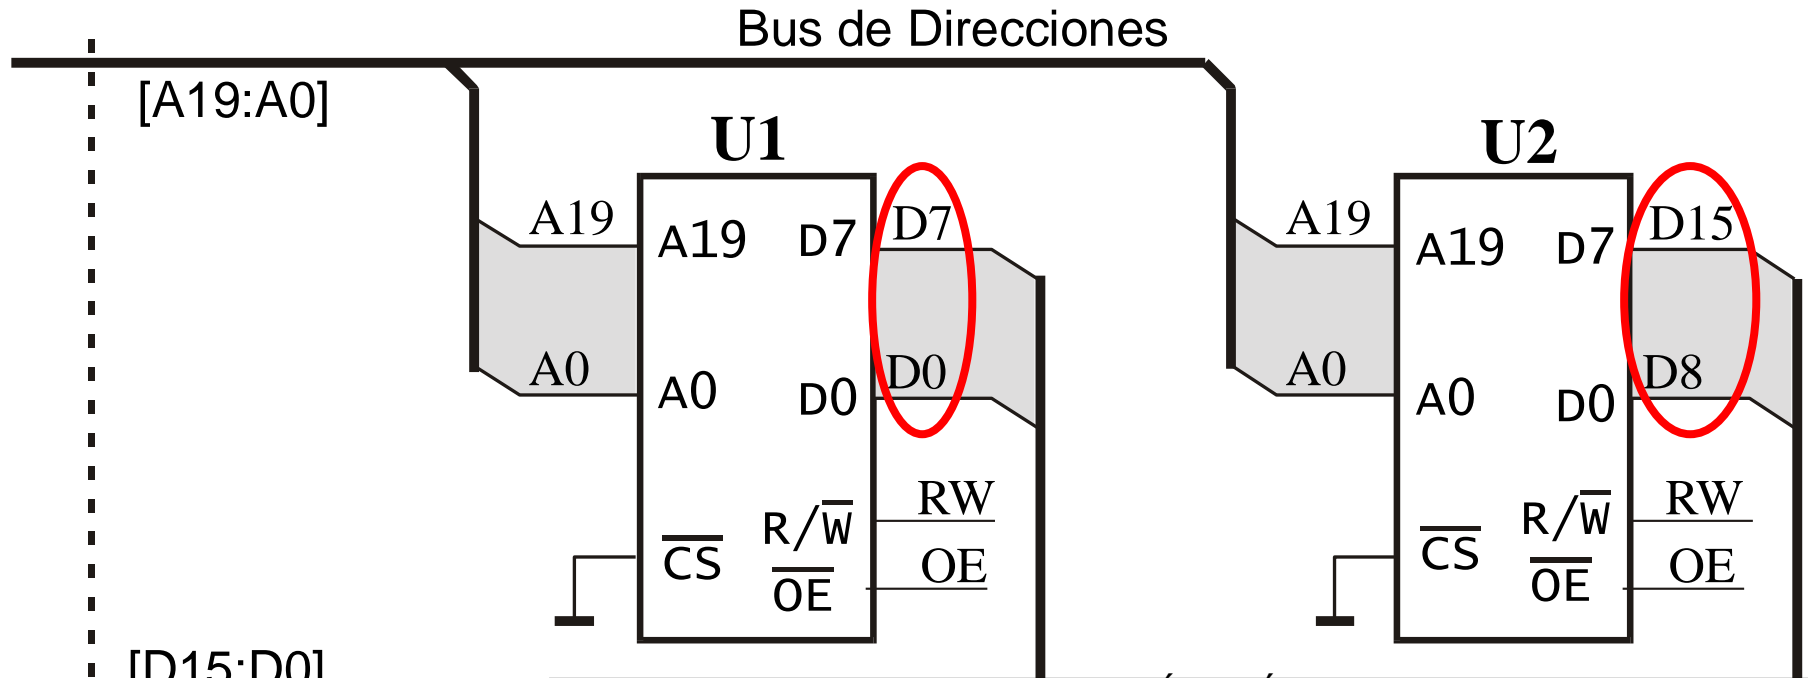 Bus de Direcciones
[A19:A0]
U1
U2
A19
A19
D7
D7
A19
A19
D7
D15
A0
A0
D0
D0
A0
A0
D0
D8
R/W
RW
CS
OE
OE
R/W
RW
CS
OE
OE
[D15:D0]